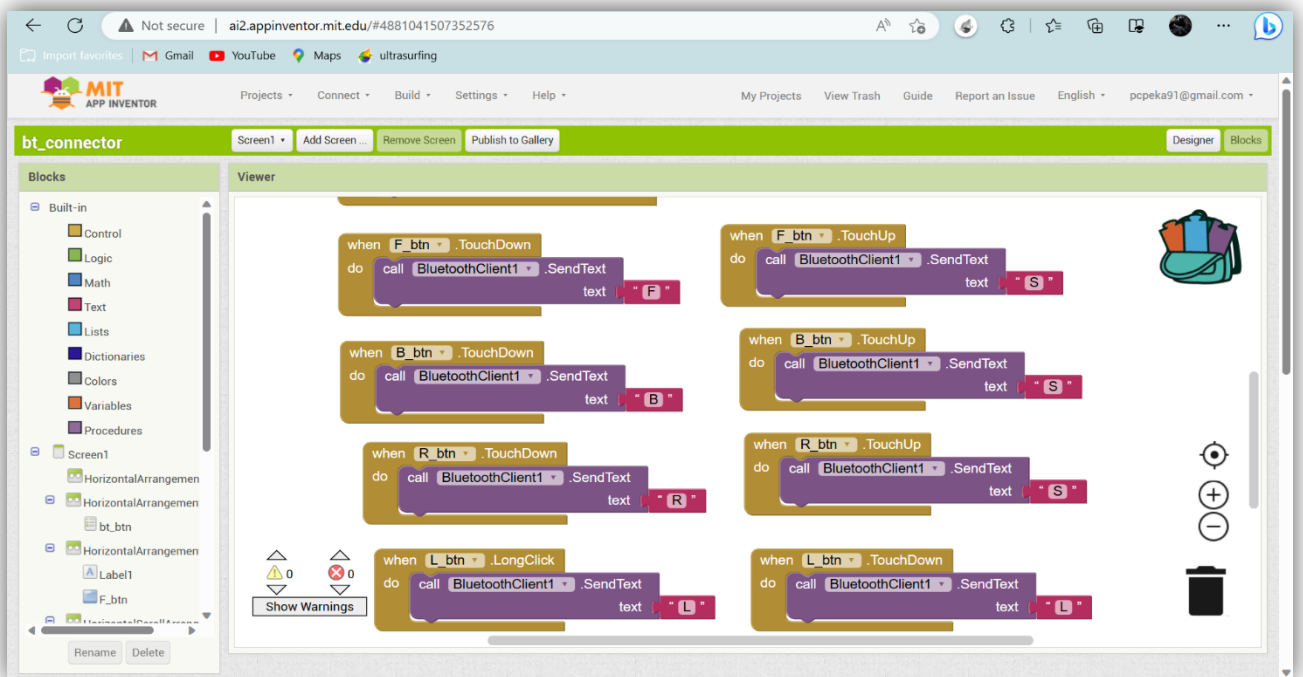 Not secure
ai2.appinventor.mit.edu/#4881041507352576
Import favorites
Gmail
YouTube
Maps
ultrasurfing
MIT
APP INVENTOR
Projects
Connect
Build
Settings
Help
My Projects
View Trash
Guide
Report an Issue
English
pcpeka91@gmail.com
bt_connector
Screen1
Add Screen ...
Remove Screen
Publish to Gallery
Designer
Blocks
Blocks
Viewer
Built-in
Control
Logic
Math
Text
Lists
Dictionaries
Colors
Variables
Procedures
Screen1
HorizontalArrangemen
HorizontalArrangemen
bt_btn
HorizontalArrangemen
Label1
F_btn
Rename
Delete
when F_btn .TouchDown
do call BluetoothClient1 .SendText
text " F "
when F_btn .TouchUp
do call BluetoothClient1 .SendText
text " S "
when B_btn .TouchDown
do call BluetoothClient1 .SendText
text " B "
when B_btn .TouchUp
do call BluetoothClient1 .SendText
text " S "
when R_btn .TouchDown
do call BluetoothClient1 .SendText
text " R "
when R_btn .TouchUp
do call BluetoothClient1 .SendText
text " S "
when L_btn .LongClick
do call BluetoothClient1 .SendText
text " L "
when L_btn .TouchDown
do call BluetoothClient1 .SendText
text " L "
0
0
Show Warnings